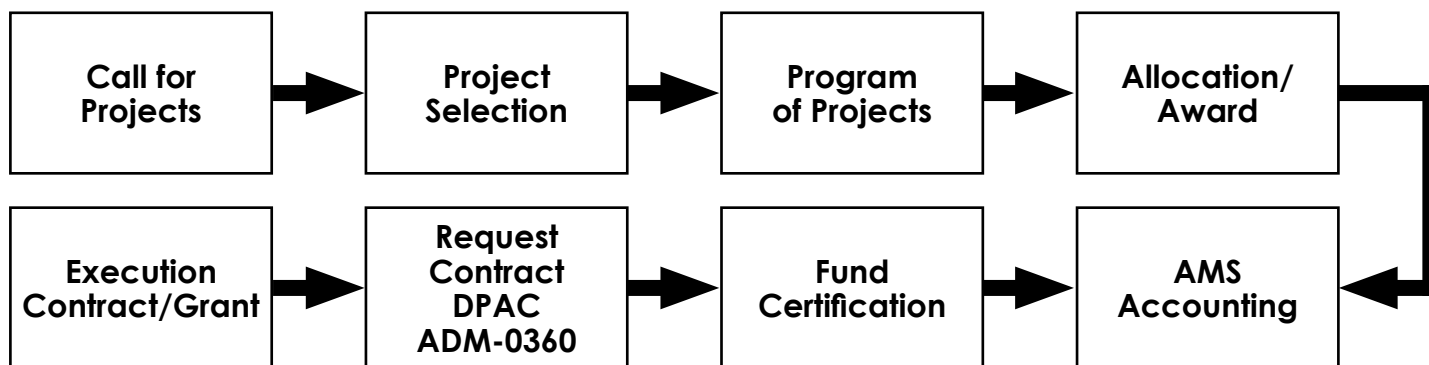 Call for
Projects
Project
Selection
Program
of Projects
Allocation/
Award
Execution
Contract/Grant
Request
Contract
DPAC
ADM-0360
Fund
Certification
AMS
Accounting